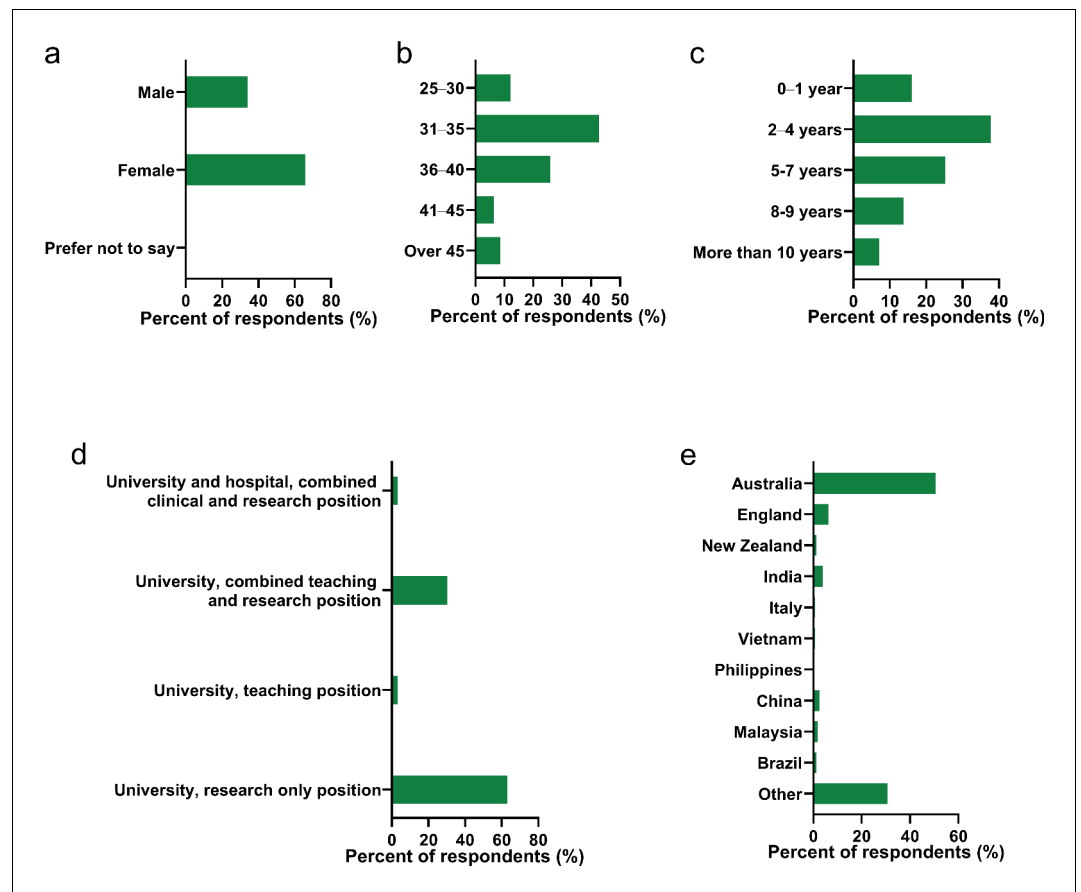 a
Male
Female
Prefer not to say
0 20 40 60 80
Percent of respondents (%)
b
25–30
31–35
36–40
41–45
Over 45
0 10 20 30 40 50
Percent of respondents (%)
c
0–1 year
2–4 years
5-7 years
8-9 years
More than 10 years
0 10 20 30 40
Percent of respondents (%)
d
University and hospital, combined
clinical and research position
University, combined teaching
and research position
University, teaching position
University, research only position
0 20 40 60 80
Percent of respondents (%)
e
Australia
England
New Zealand
India
Italy
Vietnam
Philippines
China
Malaysia
Brazil
Other
0 20 40 60
Percent of respondents (%)